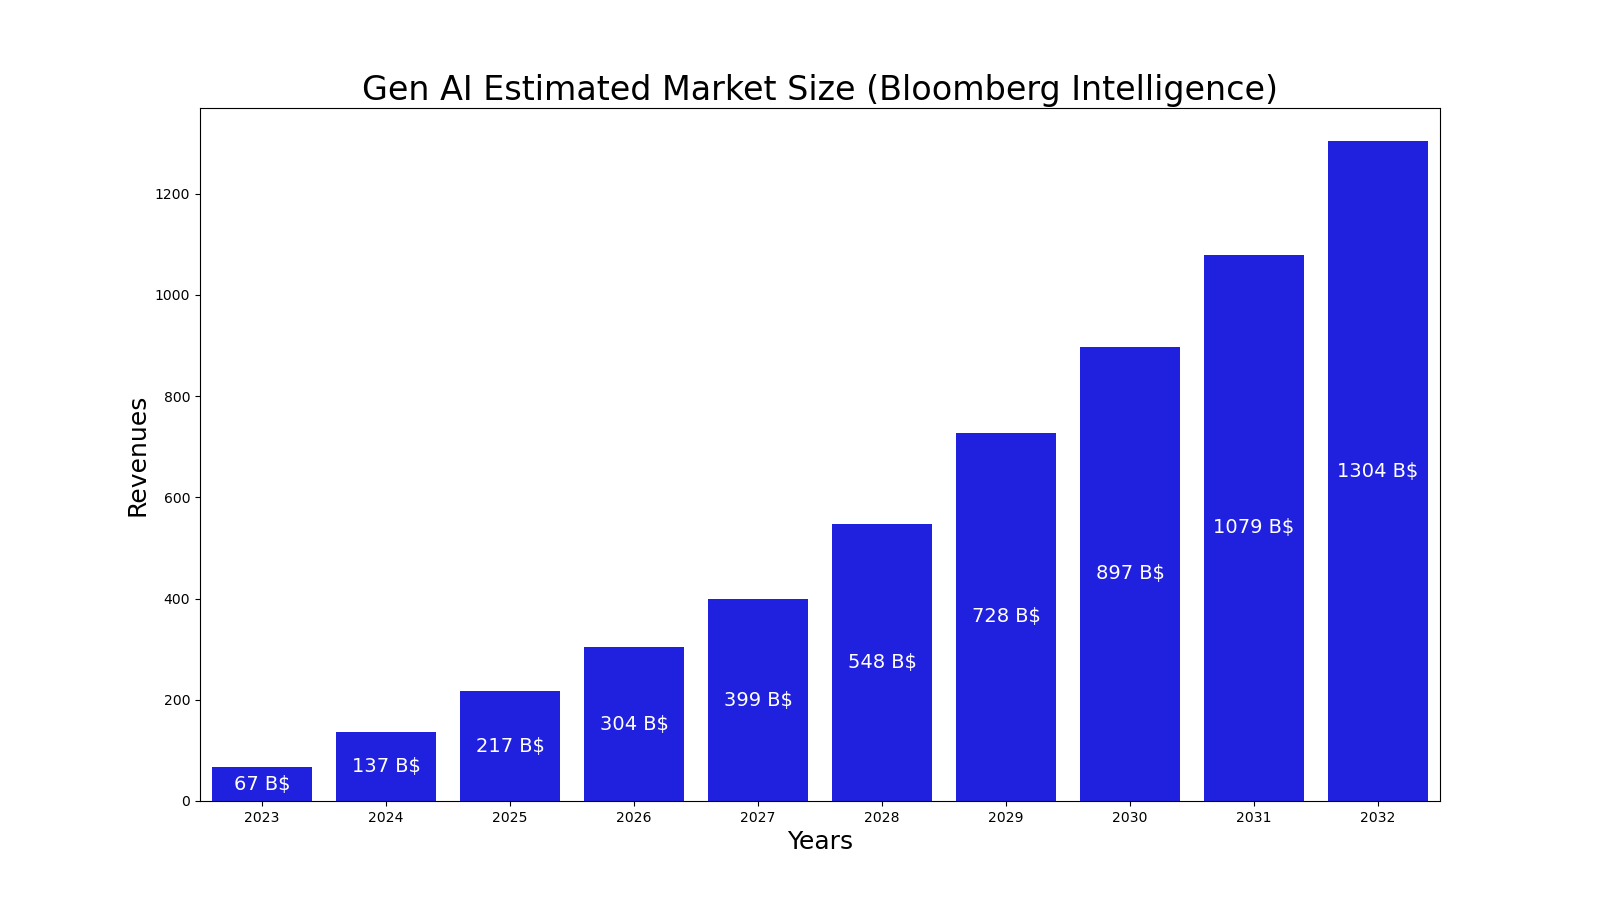 Gen AI Estimated Market Size (Bloomberg Intelligence)
Revenues
1200
1000
800
600
400
200
0
67 B$
137 B$
217 B$
304 B$
399 B$
548 B$
728 B$
897 B$
1079 B$
1304 B$
2023
2024
2025
2026
2027
2028
2029
2030
2031
2032
Years